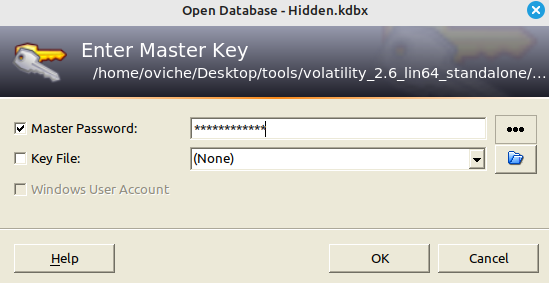 Open Database - Hidden.kdbx
Enter Master Key
/home/oviche/Desktop/tools/volatility_2.6_lin64_standalone/...
Master Password:
************
Key File:
(None)
Windows User Account
Help
OK
Cancel